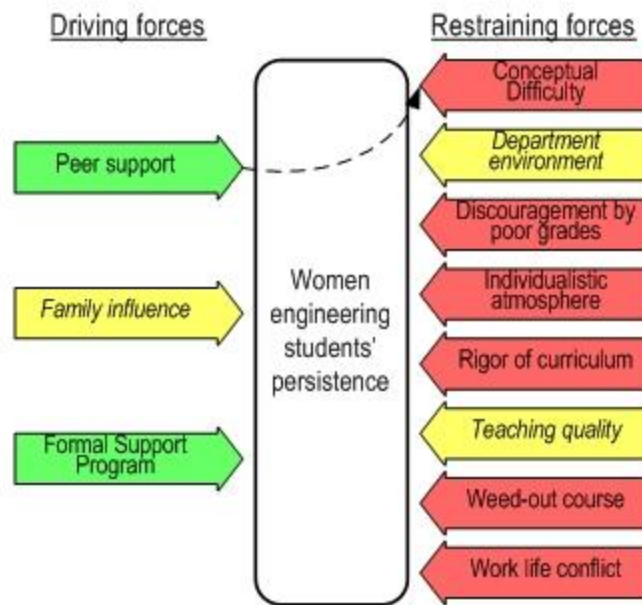 Driving forces
Restraining forces
Peer support
Family influence
Formal Support
Program
Women
engineering
students'
persistence
Conceptual
Difficulty
Department
environment
Discouragement by
poor grades
Individualistic
atmosphere
Rigor of curriculum
Teaching quality
Weed-out course
Work life conflict